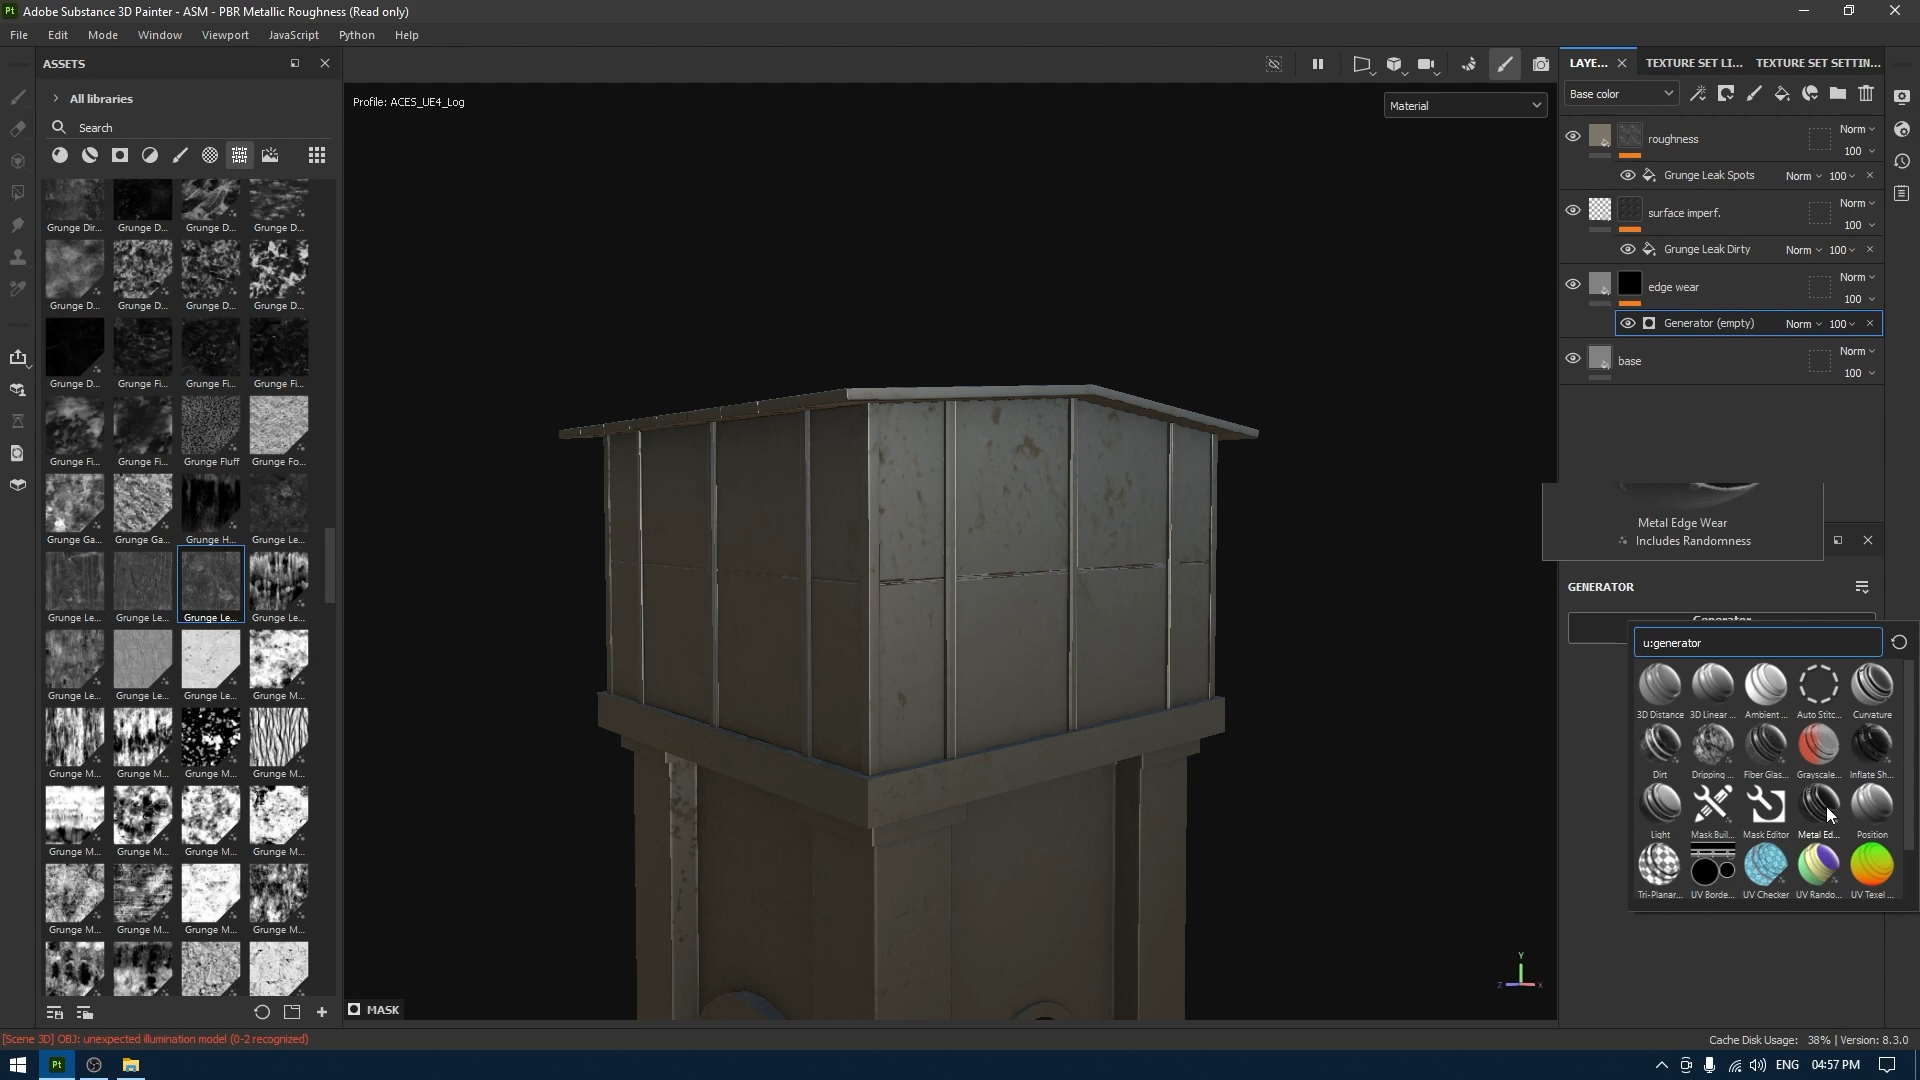 Adobe Substance 3D Painter - ASM - PBR Metallic Roughness (Read only)
File Edit Mode Window Viewport JavaScript Python Help
ASSETS
All libraries
Search
Grunge Dir... Grunge D... Grunge D... Grunge D...
Grunge D... Grunge D... Grunge D... Grunge D...
Grunge D... Grunge Fi... Grunge Fi... Grunge Fi...
Grunge Fi... Grunge Fi... Grunge Fluff Grunge Fo...
Grunge Ga... Grunge Ga... Grunge H... Grunge Le...
Grunge Le... Grunge Le... Grunge Le... Grunge Le...
Grunge Le... Grunge Le... Grunge Le... Grunge M...
Grunge M... Grunge M... Grunge M... Grunge M...
Grunge M... Grunge M... Grunge M... Grunge M...
Grunge M... Grunge M... Grunge M... Grunge M...
Profile: ACES_UE4_Log
Material
MASK
Y
Z X
LAYE... TEXTURE SET LI... TEXTURE SET SETTIN...
Base color
roughness Norm
100
Grunge Leak Spots Norm 100
surface imperf. Norm
100
Grunge Leak Dirty Norm 100
edge wear Norm
100
Generator (empty) Norm 100
base Norm
100
Metal Edge Wear
Includes Randomness
GENERATOR
Generator
u:generator
3D Distance 3D Linear ... Ambient ... Auto Stitc... Curvature
Dirt Dripping ... Fiber Glas... Grayscale... Inflate Sh...
Light Mask Buil... Mask Editor Metal Ed... Position
Tri-Planar... UV Borde... UV Checker UV Rando... UV Texel ...
[Scene 3D] OBJ: unexpected illumination model (0-2 recognized)
Cache Disk Usage: 38% | Version: 8.3.0
Pt
ENG 04:57 PM